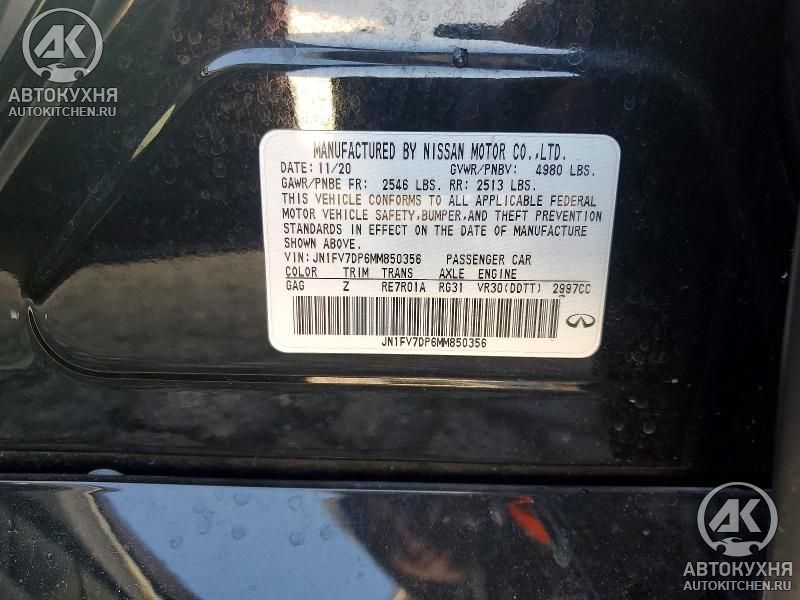 АВТОКУХНЯ
AUTOKITCHEN.RU
MANUFACTURED BY NISSAN MOTOR CO.,LTD.
DATE: 11/20 GVWR/PNBV: 4980 LBS.
GAWR/PNBE FR: 2546 LBS. RR: 2513 LBS.
THIS VEHICLE CONFORMS TO ALL APPLICABLE FEDERAL
MOTOR VEHICLE SAFETY,BUMPER,AND THEFT PREVENTION
STANDARDS IN EFFECT ON THE DATE OF MANUFACTURE
SHOWN ABOVE.
VIN:JN1FV7DP6MM850356 PASSENGER CAR
COLOR TRIM TRANS AXLE ENGINE
GAG Z RE7R01A RG31 VR30(DDTT) 2997CC
JN1FV7DP6MM850356
АВТОКУХНЯ
AUTOKITCHEN.RU